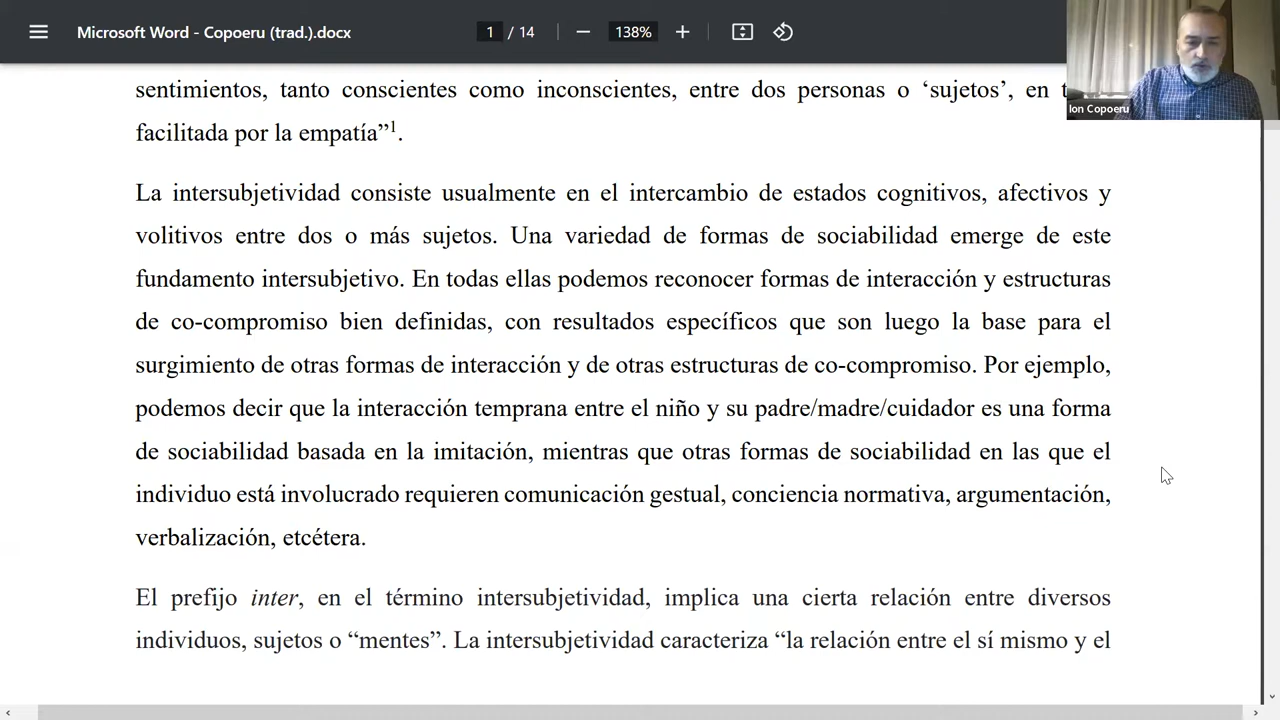 Microsoft Word - Copoeru (trad.).docx
1 / 14
138%
Ion Copoeru
sentimientos, tanto conscientes como inconscientes, entre dos personas o ‘sujetos’, en
facilitada por la empatía”1.
La intersubjetividad consiste usualmente en el intercambio de estados cognitivos, afectivos y
volitivos entre dos o más sujetos. Una variedad de formas de sociabilidad emerge de este
fundamento intersubjetivo. En todas ellas podemos reconocer formas de interacción y estructuras
de co-compromiso bien definidas, con resultados específicos que son luego la base para el
surgimiento de otras formas de interacción y de otras estructuras de co-compromiso. Por ejemplo,
podemos decir que la interacción temprana entre el niño y su padre/madre/cuidador es una forma
de sociabilidad basada en la imitación, mientras que otras formas de sociabilidad en las que el
individuo está involucrado requieren comunicación gestual, conciencia normativa, argumentación,
verbalización, etcétera.
El prefijo inter, en el término intersubjetividad, implica una cierta relación entre diversos
individuos, sujetos o “mentes”. La intersubjetividad caracteriza “la relación entre el sí mismo y el